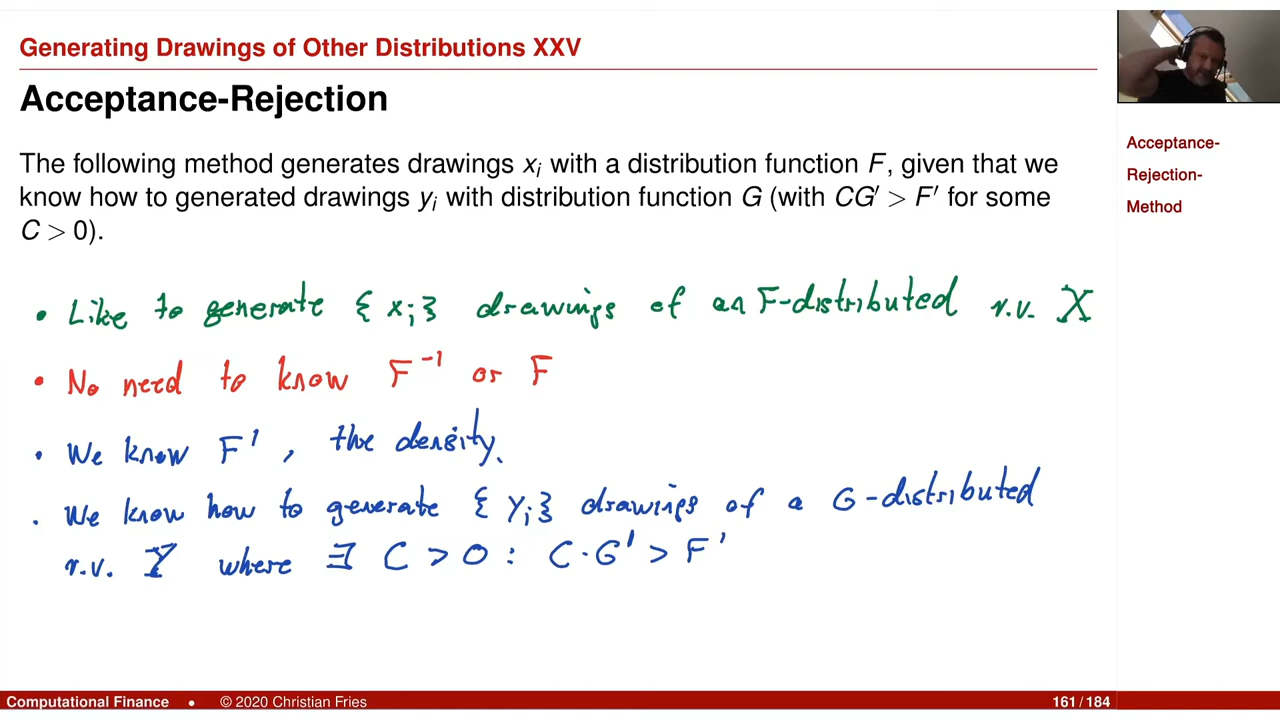 Generating Drawings of Other Distributions XXV
Acceptance-Rejection
The following method generates drawings xᵢ with a distribution function F, given that we
know how to generated drawings yᵢ with distribution function G (with CG′ > F′ for some
C > 0).
• Like to generate { xᵢ } drawings of an F-distributed r.v. X
• No need to know F⁻¹ or F
• We know F', the density.
• We know how to generate { yᵢ } drawings of a G-distributed
r.v. Y where ∃ C > 0 : C · G' > F'
Acceptance-
Rejection-
Method
Computational Finance • © 2020 Christian Fries 161 / 184